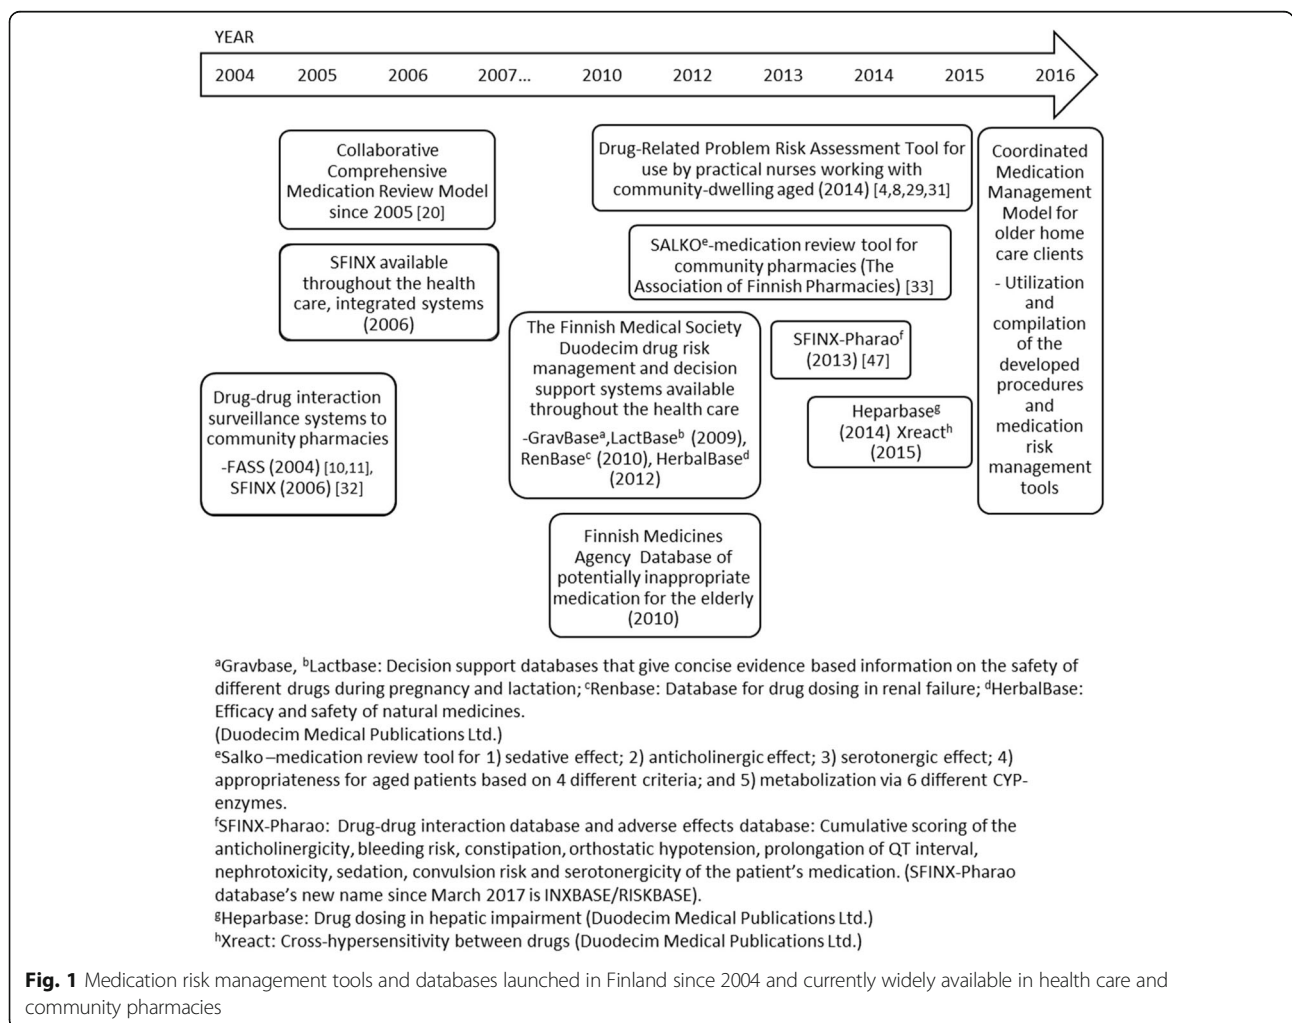 YEAR
2004 2005 2006 2007... 2010 2012 2013 2014 2015 2016
Collaborative
Comprehensive
Medication Review Model
since 2005 [20]
SFINX available
throughout the health
care, integrated systems
(2006)
Drug-drug interaction
surveillance systems to
community pharmacies
-FASS (2004) [10,11],
SFINX (2006) [32]
Drug-Related Problem Risk Assessment Tool for
use by practical nurses working with
community-dwelling aged (2014) [4,8,29,31]
SALKOᵉ-medication review tool for
community pharmacies (The
Association of Finnish Pharmacies) [33]
The Finnish Medical Society
Duodecim drug risk
management and decision
support systems available
throughout the health care
-GravBaseᵃ,LactBaseᵇ (2009),
RenBaseᶜ (2010), HerbalBaseᵈ
(2012)
SFINX-Pharaoᶠ
(2013) [47]
Heparbaseᵍ
(2014) Xreactʰ
(2015)
Finnish Medicines
Agency Database of
potentially inappropriate
medication for the elderly
(2010)
Coordinated
Medication
Management
Model for
older home
care clients
- Utilization
and
compilation
of the
developed
procedures
and
medication
risk
management
tools
ᵃGravbase, ᵇLactbase: Decision support databases that give concise evidence based information on the safety of
different drugs during pregnancy and lactation; ᶜRenbase: Database for drug dosing in renal failure; ᵈHerbalBase:
Efficacy and safety of natural medicines.
(Duodecim Medical Publications Ltd.)
ᵉSalko –medication review tool for 1) sedative effect; 2) anticholinergic effect; 3) serotonergic effect; 4)
appropriateness for aged patients based on 4 different criteria; and 5) metabolization via 6 different CYP-
enzymes.
ᶠSFINX-Pharao: Drug-drug interaction database and adverse effects database: Cumulative scoring of the
anticholinergicity, bleeding risk, constipation, orthostatic hypotension, prolongation of QT interval,
nephrotoxicity, sedation, convulsion risk and serotonergicity of the patient's medication. (SFINX-Pharao
database's new name since March 2017 is INXBASE/RISKBASE).
ᵍHeparbase: Drug dosing in hepatic impairment (Duodecim Medical Publications Ltd.)
ʰXreact: Cross-hypersensitivity between drugs (Duodecim Medical Publications Ltd.)
Fig. 1 Medication risk management tools and databases launched in Finland since 2004 and currently widely available in health care and
community pharmacies